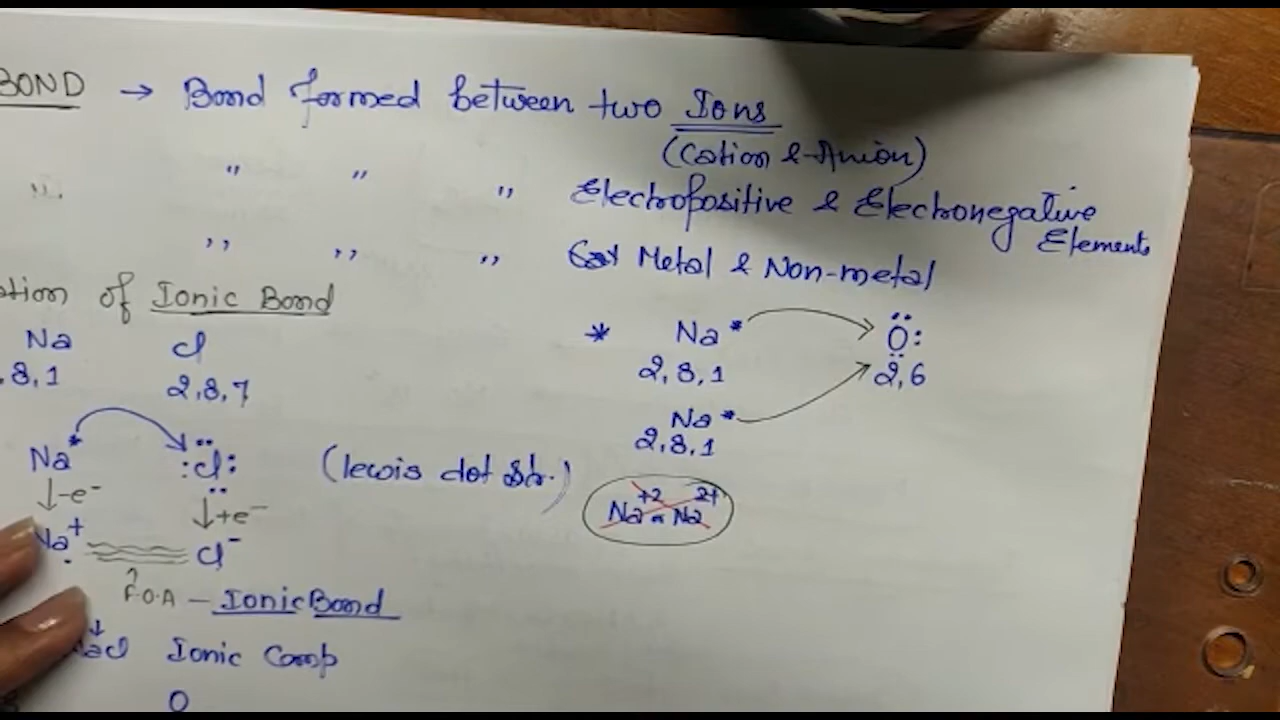 BOND → Bond formed between two Ions
(Cation & Anion)
" " " Electropositive & Electronegative
Elements
" " " Metal & Non-metal
ation of Ionic Bond
Na Cl
,8,1 2,8,7
Na Cl (lewis dot Str.)
↓-e⁻ ↓+e⁻
Na⁺ Cl⁻
F.O.A - Ionic Bond
↓
NaCl Ionic Comp
O
* Na* O
2,8,1 2,6
Na*
2,8,1
Na+2 or Na2+